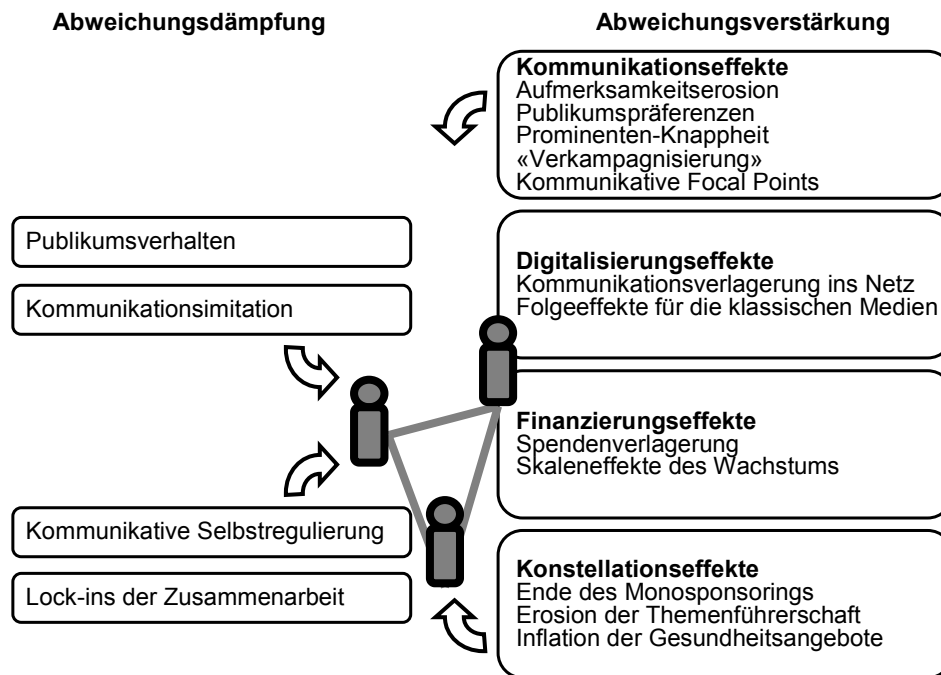 Abweichungsdämpfung
Abweichungsverstärkung
Kommunikationseffekte
Aufmerksamkeitserosion
Publikumspräferenzen
Prominenten-Knappheit
«Verkampagnisierung»
Kommunikative Focal Points
Publikumsverhalten
Kommunikationsimitation
Digitalisierungseffekte
Kommunikationsverlagerung ins Netz
Folgeeffekte für die klassischen Medien
Finanzierungseffekte
Spendenverlagerung
Skaleneffekte des Wachstums
Kommunikative Selbstregulierung
Lock-ins der Zusammenarbeit
Konstellationseffekte
Ende des Monosponsorings
Erosion der Themenführerschaft
Inflation der Gesundheitsangebote